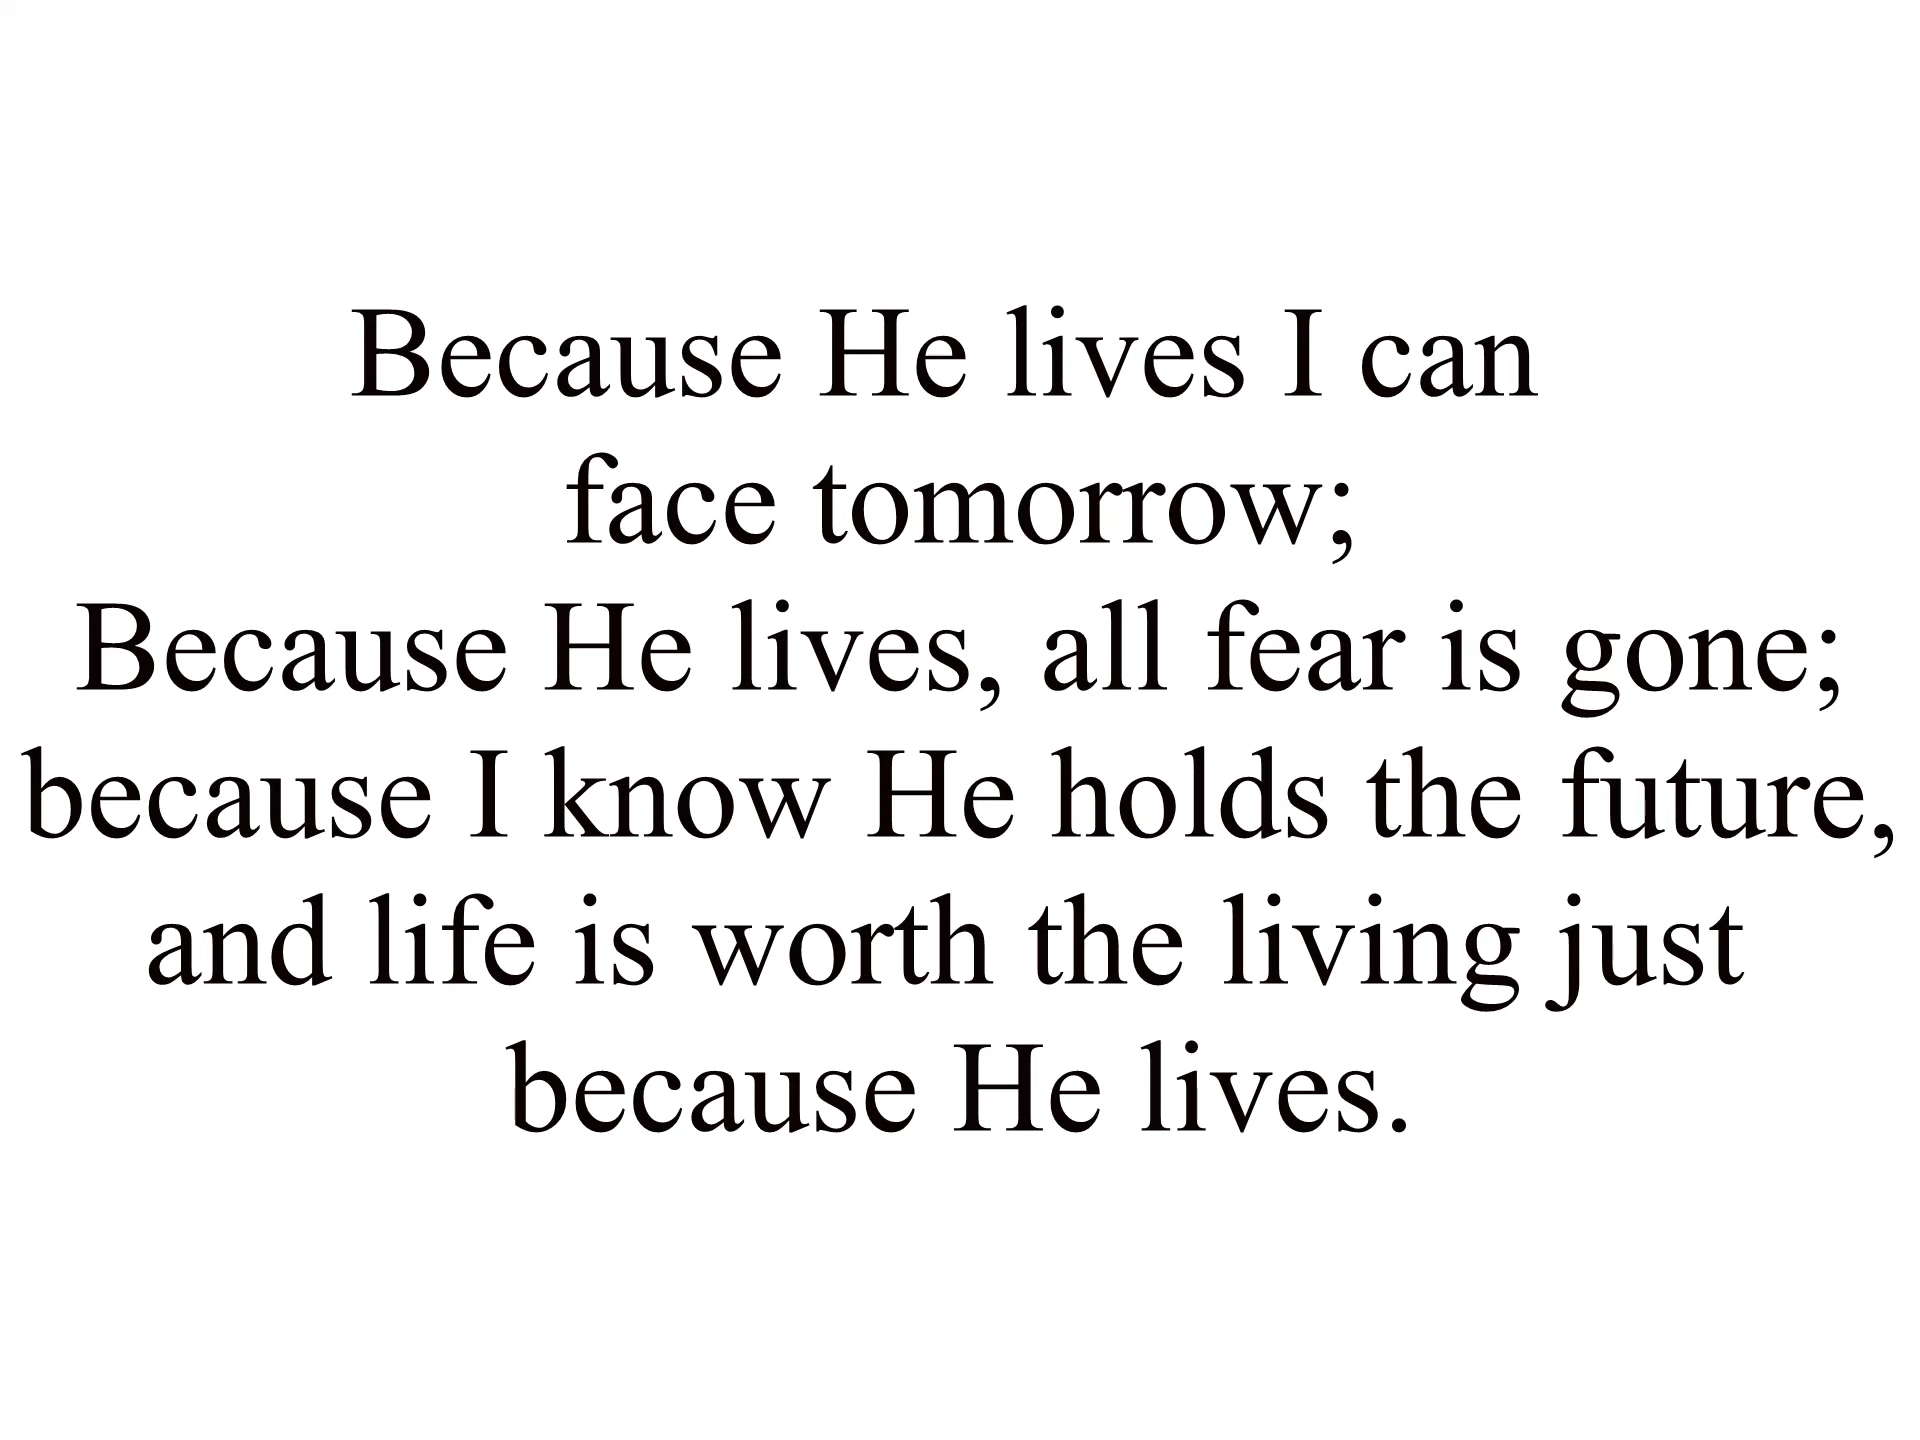 Because He lives I can
face tomorrow;
Because He lives, all fear is gone;
because I know He holds the future,
and life is worth the living just
because He lives.